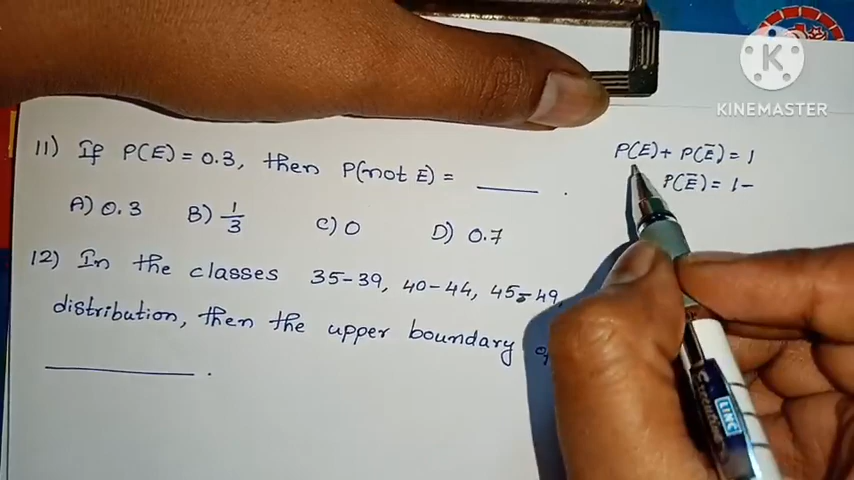 KINEMASTER
11) If P(E) = 0.3, then P(not E) = ______ .
P(E) + P(E̅) = 1
P(E̅) = 1-
A) 0.3 B) 1/3 C) 0 D) 0.7
12) In the classes 35-39, 40-44, 45-49
distribution, Then The upper boundary
______ .
LINC